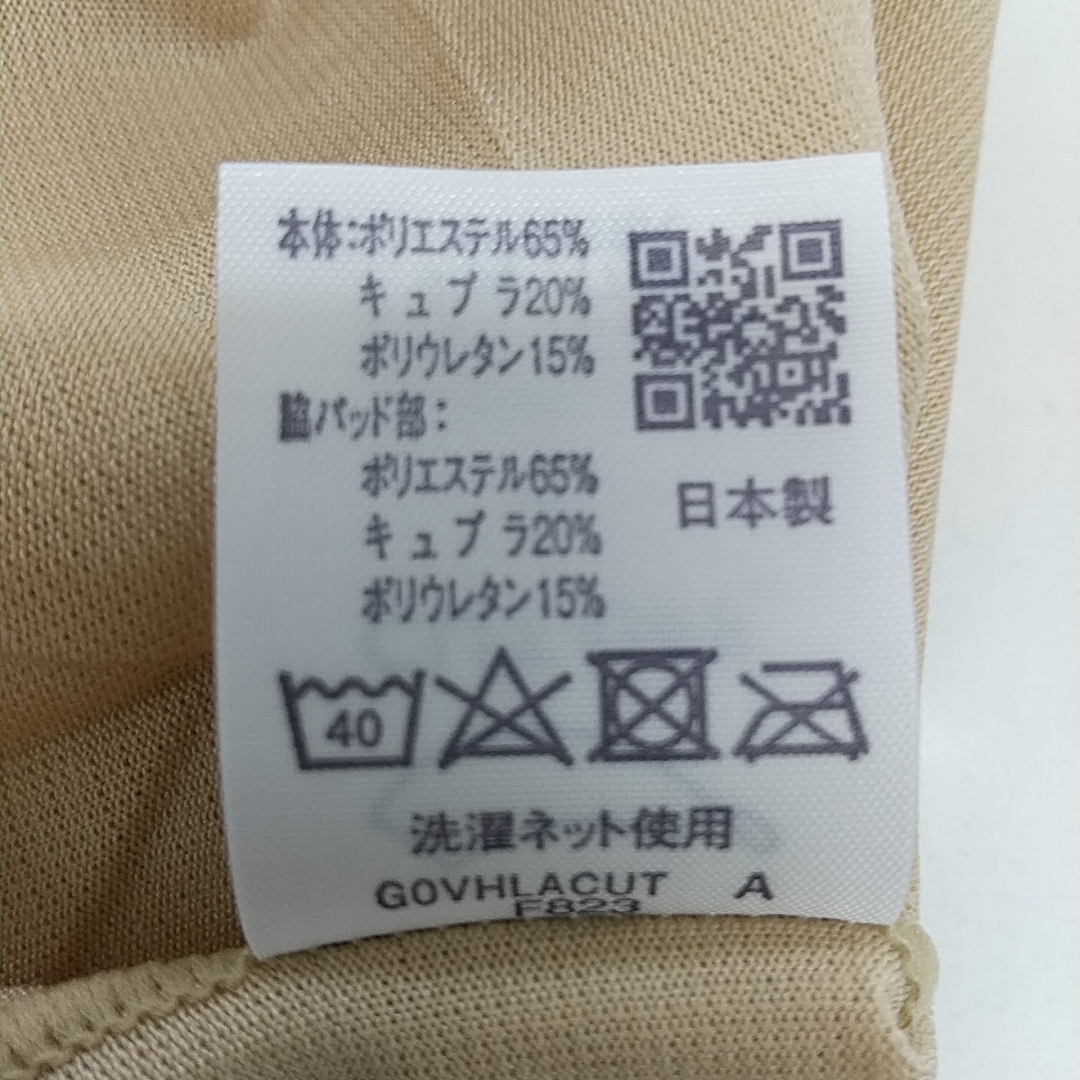 本体:ポリエステル65%
キュプラ20%
ポリウレタン15%
脇パッド部:
ポリエステル65%
キュプラ20%
ポリウレタン15%
日本製
40
洗濯ネット使用
G0VHLACUT A
F823